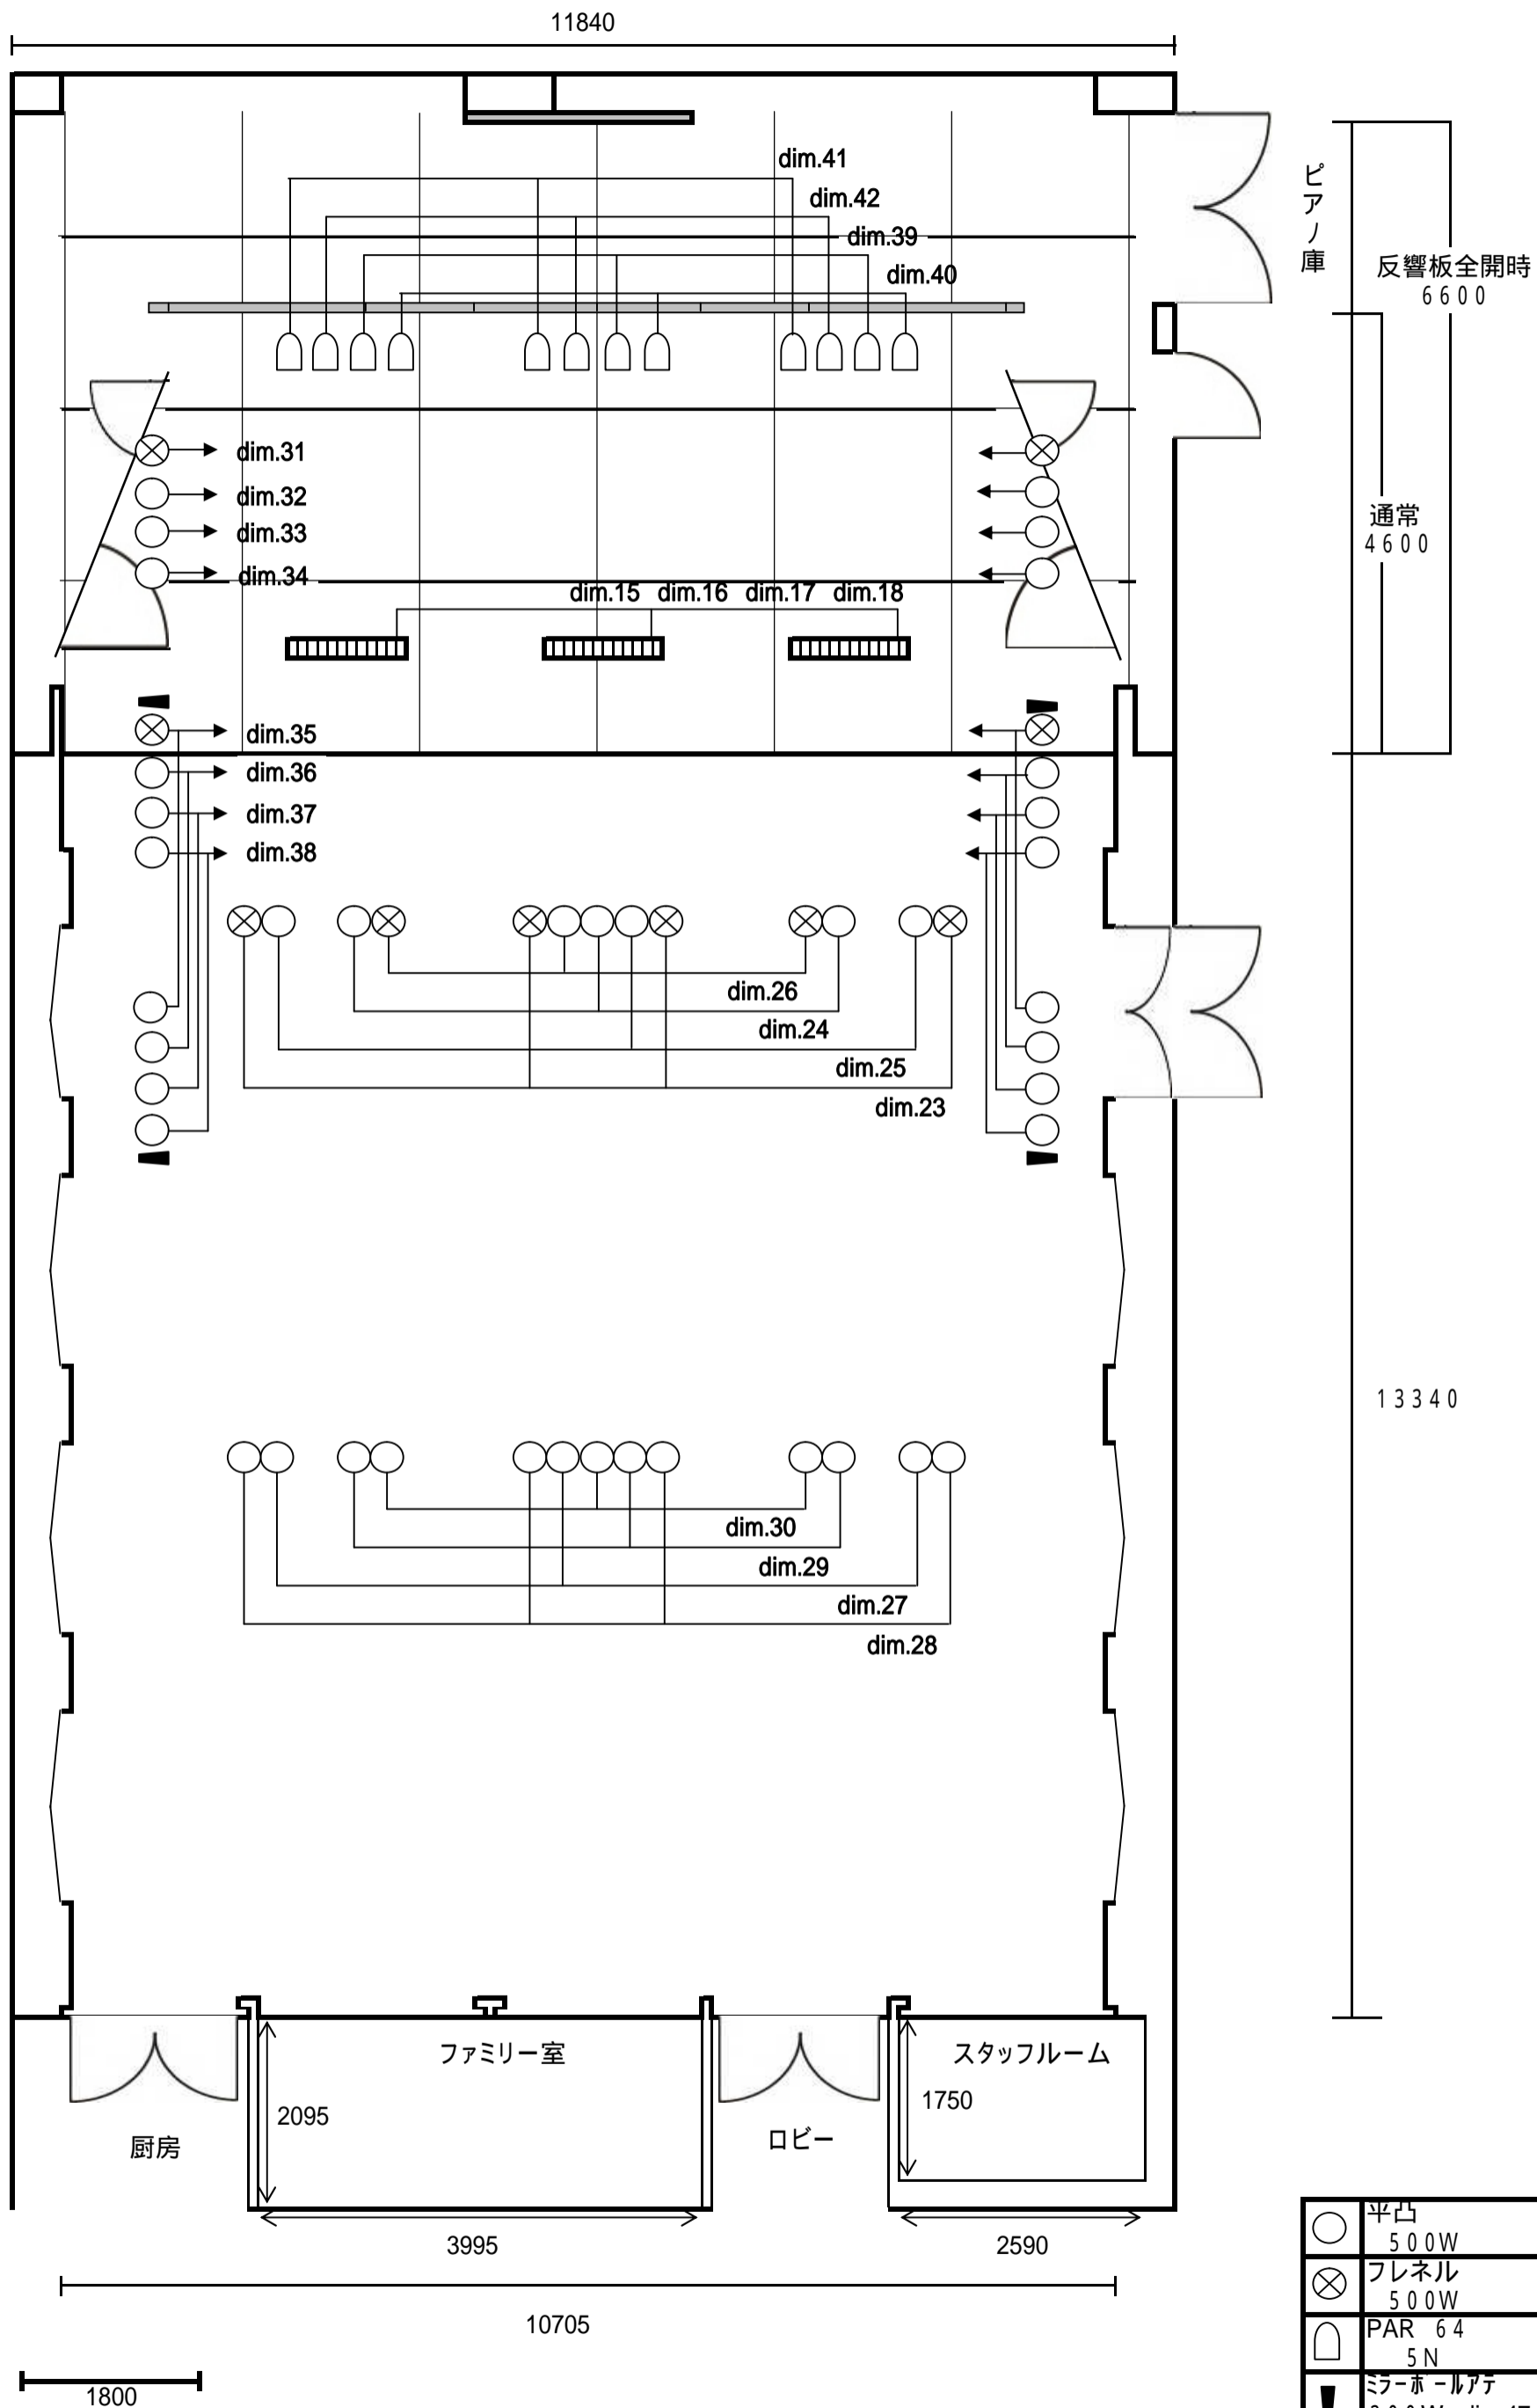 11840
dim.41
dim.42
dim.39
dim.40
ピアノ庫
反響板全開時
6600
通常
4600
dim.31
dim.32
dim.33
dim.34
dim.15 dim.16 dim.17 dim.18
dim.35
dim.36
dim.37
dim.38
dim.26
dim.24
dim.25
dim.23
13340
dim.30
dim.29
dim.27
dim.28
ファミリー室
スタッフルーム
2095
1750
厨房
ロビー
3995
2590
10705
1800
平凸
500W
フレネル
500W
PAR 64
5N
ミラーボールアテ